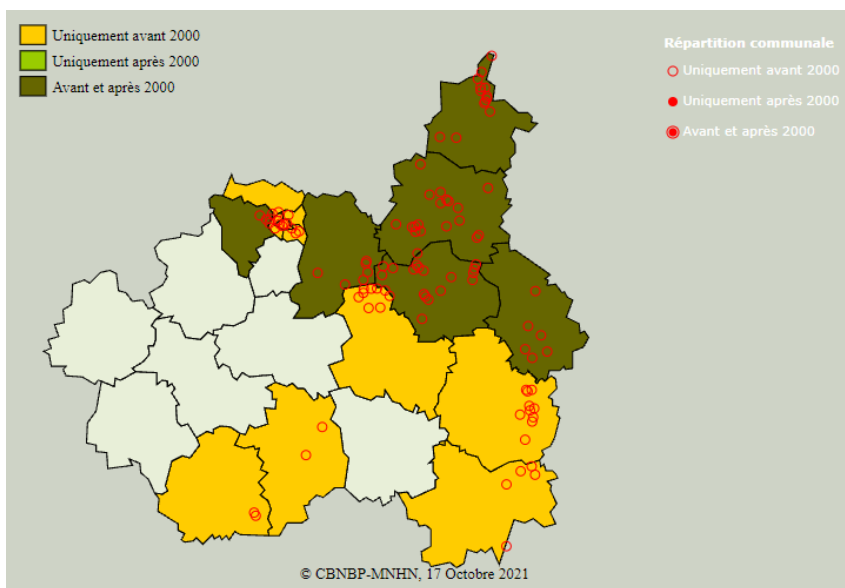 Uniquement avant 2000
Uniquement après 2000
Avant et après 2000
Répartition communale
Uniquement avant 2000
Uniquement après 2000
Avant et après 2000
© CBNBP-MNHN, 17 Octobre 2021